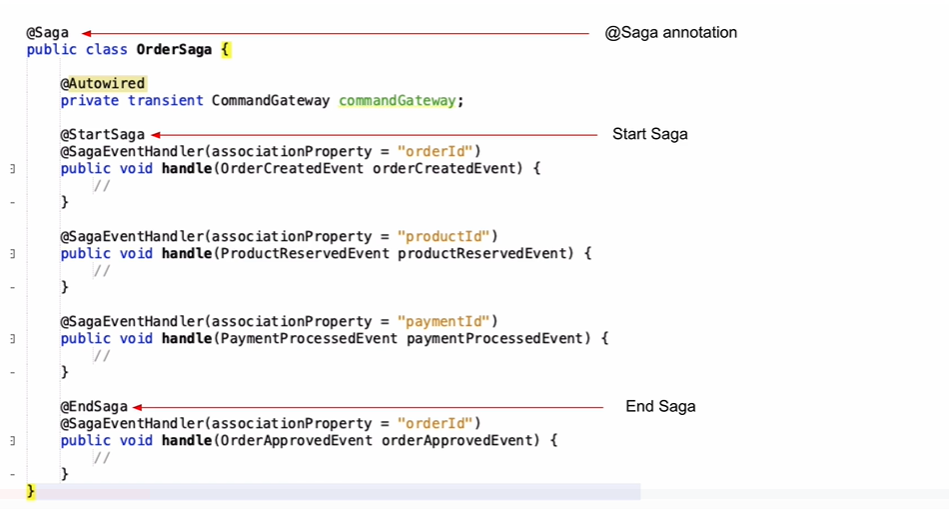 @Saga @Saga annotation
public class OrderSaga {
@Autowired
private transient CommandGateway commandGateway;
@StartSaga Start Saga
@SagaEventHandler(associationProperty = "orderId")
public void handle(OrderCreatedEvent orderCreatedEvent) {
//
}
@SagaEventHandler(associationProperty = "productId")
public void handle(ProductReservedEvent productReservedEvent) {
//
}
@SagaEventHandler(associationProperty = "paymentId")
public void handle(PaymentProcessedEvent paymentProcessedEvent) {
//
}
@EndSaga End Saga
@SagaEventHandler(associationProperty = "orderId")
public void handle(OrderApprovedEvent orderApprovedEvent) {
//
}
}